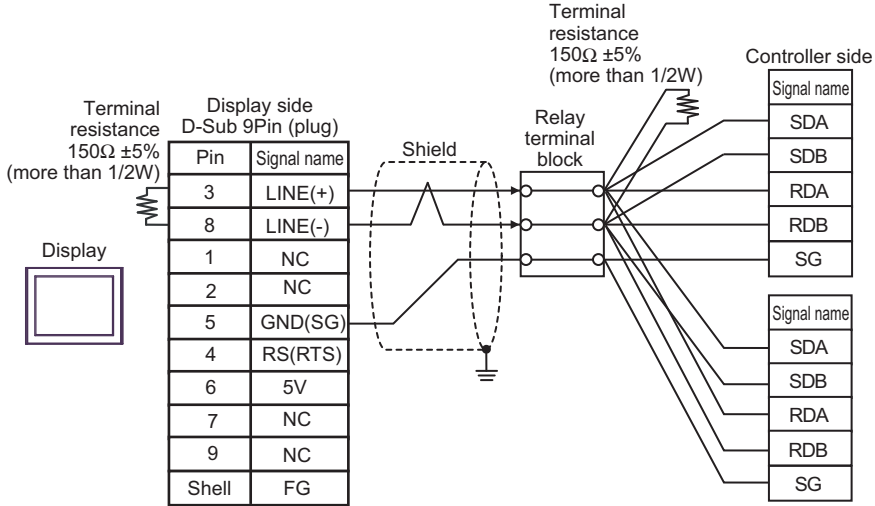 Terminal
resistance
150Ω ±5%
(more than 1/2W)
Controller side
Signal name
SDA
SDB
RDA
RDB
SG
Terminal
resistance
150Ω ±5%
(more than 1/2W)
Display side
D-Sub 9Pin (plug)
Pin Signal name
3 LINE(+)
8 LINE(-)
1 NC
2 NC
5 GND(SG)
4 RS(RTS)
6 5V
7 NC
9 NC
Shell FG
Display
Shield
Relay
terminal
block
Signal name
SDA
SDB
RDA
RDB
SG